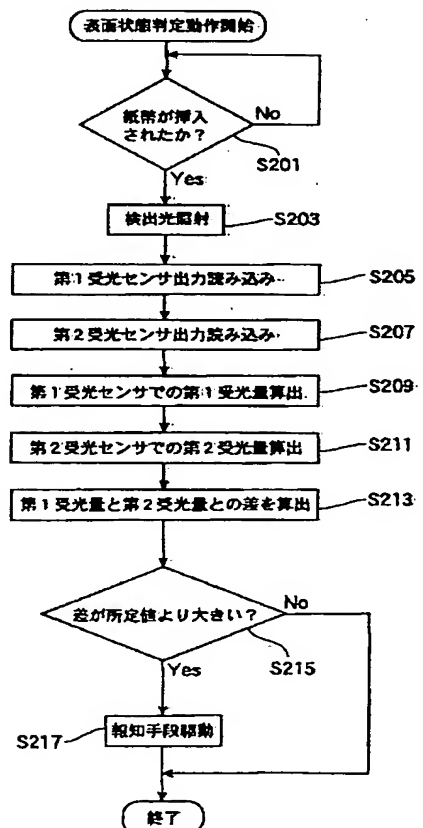 表面状態判定動作開始
紙幣が挿入
されたか？
No
S201
Yes
検出光照射
S203
第1受光センサ出力読み込み
S205
第2受光センサ出力読み込み
S207
第1受光センサでの第1受光量算出
S209
第2受光センサでの第2受光量算出
S211
第1受光量と第2受光量との差を算出
S213
差が所定値より大きい？
No
S215
Yes
報知手段駆動
S217
終了